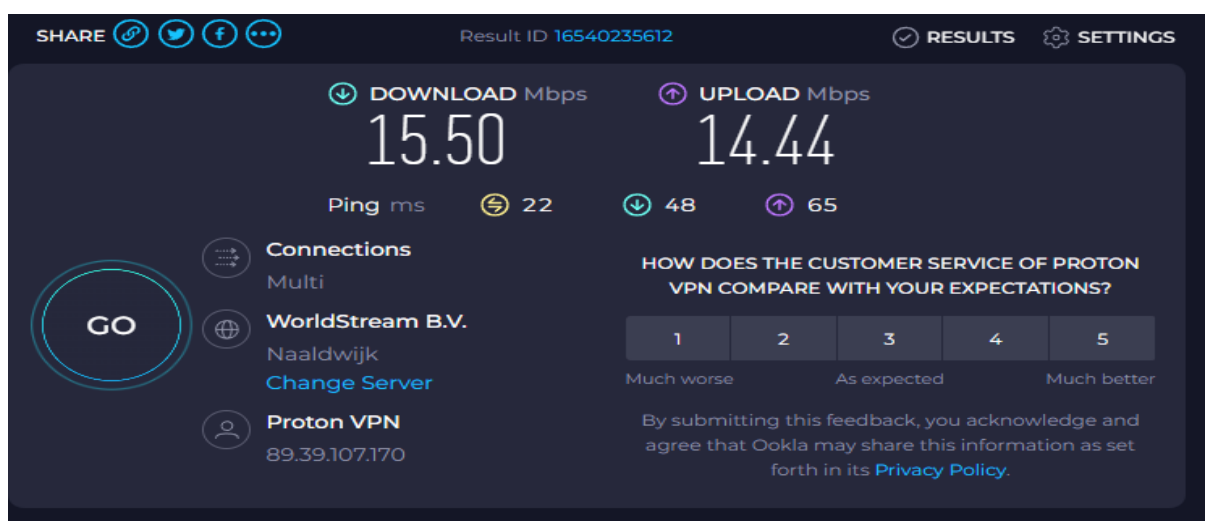 SHARE
Result ID 16540235612
RESULTS
SETTINGS
DOWNLOAD Mbps
15.50
UPLOAD Mbps
14.44
Ping ms 22 48 65
GO
Connections
Multi
WorldStream B.V.
Naaldwijk
Change Server
Proton VPN
89.39.107.170
HOW DOES THE CUSTOMER SERVICE OF PROTON
VPN COMPARE WITH YOUR EXPECTATIONS?
1 2 3 4 5
Much worse As expected Much better
By submitting this feedback, you acknowledge and
agree that Ookla may share this information as set
forth in its Privacy Policy.